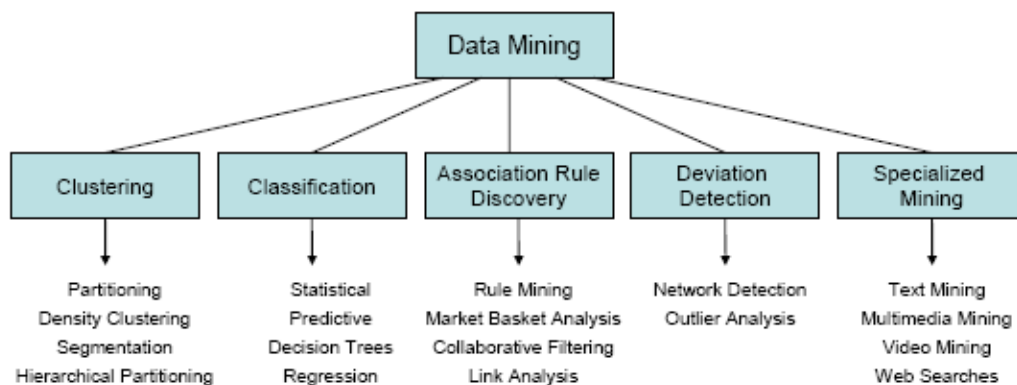 Data Mining
Clustering
Classification
Association Rule
Discovery
Deviation
Detection
Specialized
Mining
Partitioning
Density Clustering
Segmentation
Hierarchical Partitioning
Statistical
Predictive
Decision Trees
Regression
Rule Mining
Market Basket Analysis
Collaborative Filtering
Link Analysis
Network Detection
Outlier Analysis
Text Mining
Multimedia Mining
Video Mining
Web Searches